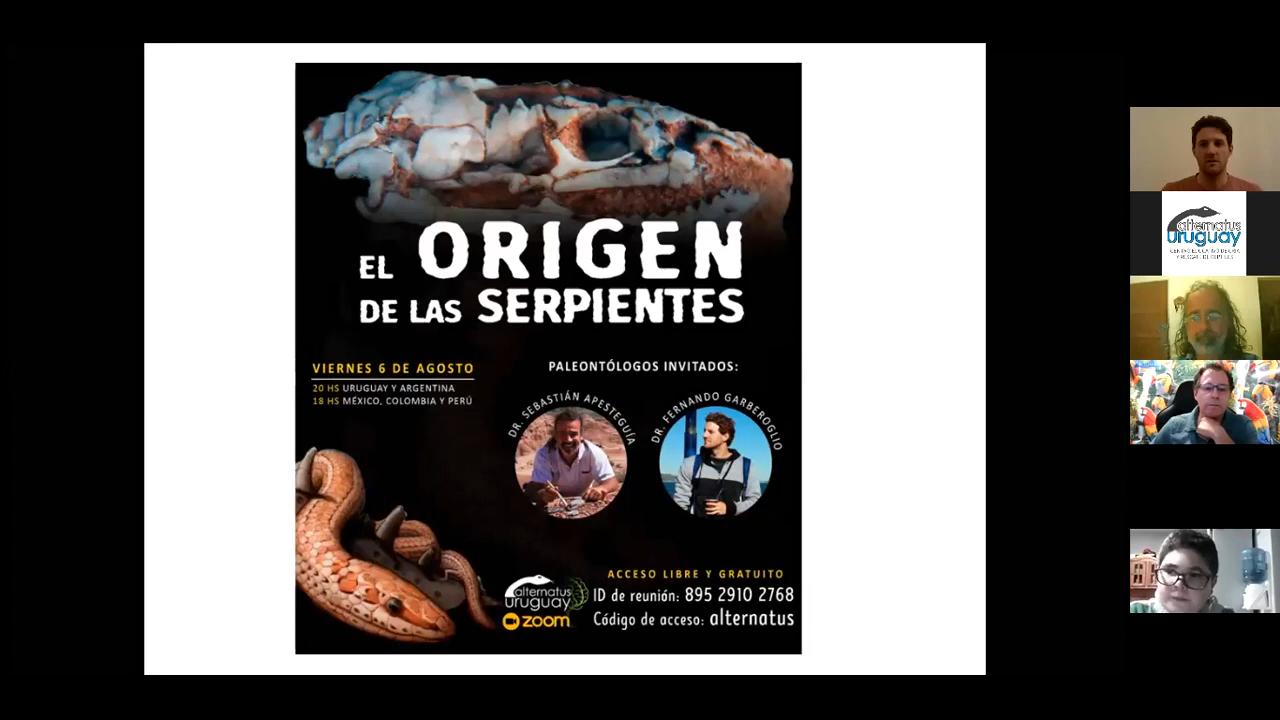 EL ORIGEN
DE LAS SERPIENTES
VIERNES 6 DE AGOSTO
20 HS URUGUAY Y ARGENTINA
18 HS MÉXICO, COLOMBIA Y PERÚ
PALEONTÓLOGOS INVITADOS:
DR. SEBASTIÁN APESTEGUÍA
DR. FERNANDO GARBEROGLIO
ACCESO LIBRE Y GRATUITO
ID de reunión: 895 2910 2768
Código de acceso: alternatus
alternatus
uruguay
zoom
alternatus
uruguay